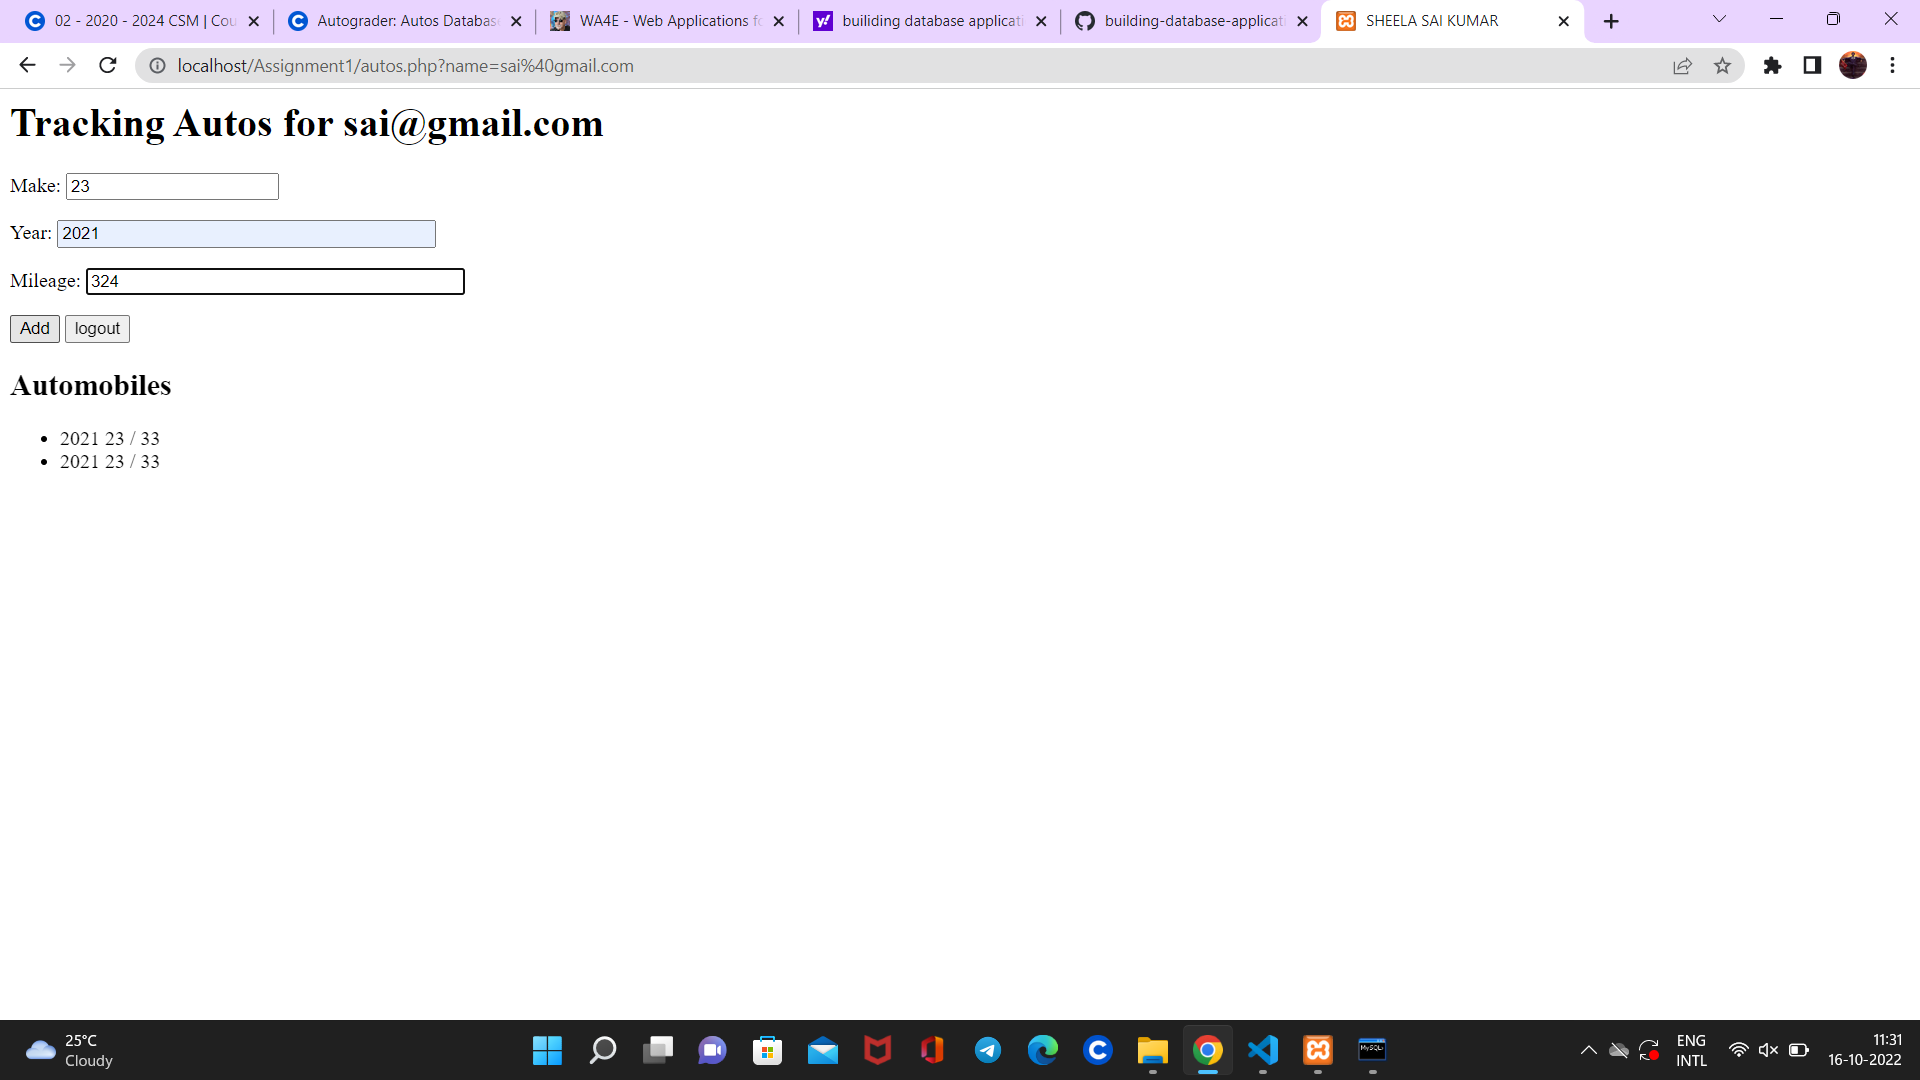 02 - 2020 - 2024 CSM | Cou
Autograder: Autos Databas
WA4E - Web Applications fo
builiding database applicati
building-database-applicati
SHEELA SAI KUMAR
localhost/Assignment1/autos.php?name=sai%40gmail.com
Tracking Autos for sai@gmail.com
Make: 23
Year: 2021
Mileage: 324
Add logout
Automobiles
2021 23 / 33
2021 23 / 33
25°C
Cloudy
MySQL
ENG
INTL
11:31
16-10-2022